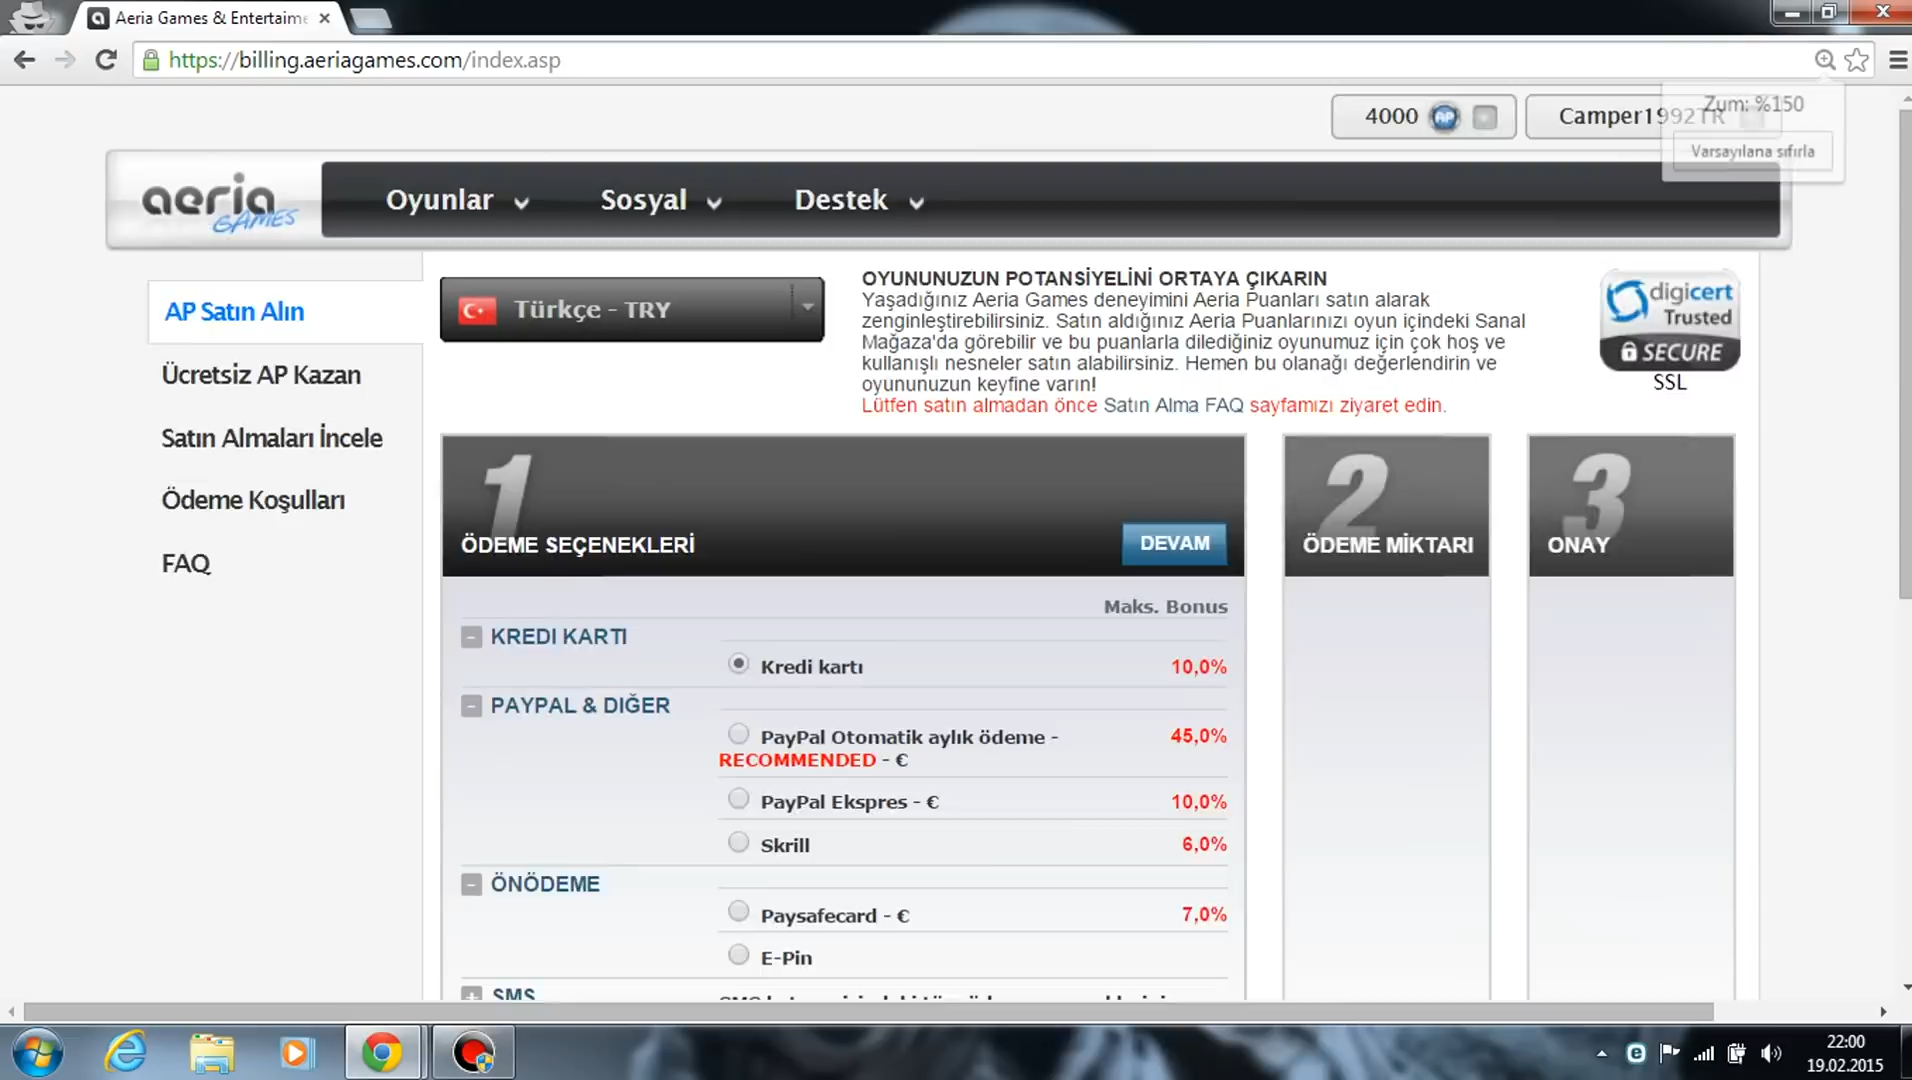 Aeria Games & Entertaime
https://billing.aeriagames.com/index.asp
Zum: %150
Varsayılana sıfırla
4000 AP
Camper1992TR
aeria
GAMES
Oyunlar
Sosyal
Destek
AP Satın Alın
Ücretsiz AP Kazan
Satın Almaları İncele
Ödeme Koşulları
FAQ
Türkçe - TRY
OYUNUNUZUN POTANSİYELİNİ ORTAYA ÇIKARIN
Yaşadığınız Aeria Games deneyimini Aeria Puanları satın alarak
zenginleştirebilirsiniz. Satın aldığınız Aeria Puanlarınızı oyun içindeki Sanal
Mağaza'da görebilir ve bu puanlarla dilediğiniz oyunumuz için çok hoş ve
kullanışlı nesneler satın alabilirsiniz. Hemen bu olanağı değerlendirin ve
oyununuzun keyfine varın!
Lütfen satın almadan önce Satın Alma FAQ sayfamızı ziyaret edin.
digicert
Trusted
SECURE
SSL
1
ÖDEME SEÇENEKLERİ
DEVAM
2
ÖDEME MİKTARI
3
ONAY
Maks. Bonus
KREDI KARTI
Kredi kartı 10,0%
PAYPAL & DIĞER
PayPal Otomatik aylık ödeme - 45,0%
RECOMMENDED - €
PayPal Ekspres - € 10,0%
Skrill 6,0%
ÖNÖDEME
Paysafecard - € 7,0%
E-Pin
SMS
22:00
19.02.2015